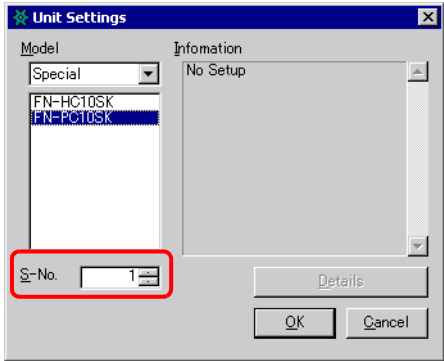 Unit Settings
Model
Infomation
Special
No Setup
FN-HC10SK
FN-PC10SK
S-No.
1
Details
OK
Cancel